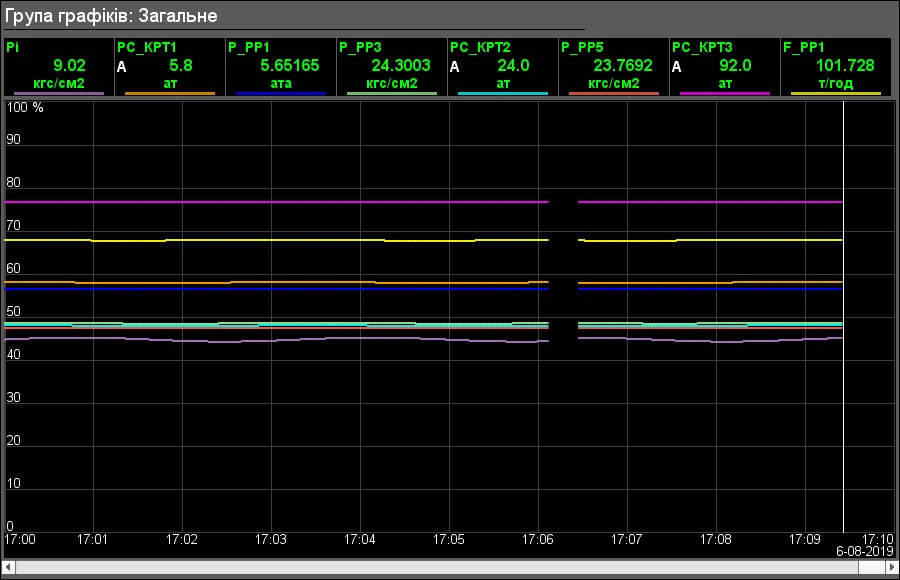 Група графіків: Загальне
Pi PC_КРТ1 P_PP1 P_PP3 PC_КРТ2 P_PP5 PC_КРТ3 F_PP1
9.02 A 5.8 5.65165 24.3003 A 24.0 23.7692 A 92.0 101.728
кгс/см2 ат ата кгс/см2 ат кгс/см2 ат т/год
100 %
90
80
70
60
50
40
30
20
10
0
17:00 17:01 17:02 17:03 17:04 17:05 17:06 17:07 17:08 17:09 17:10
6-08-2019